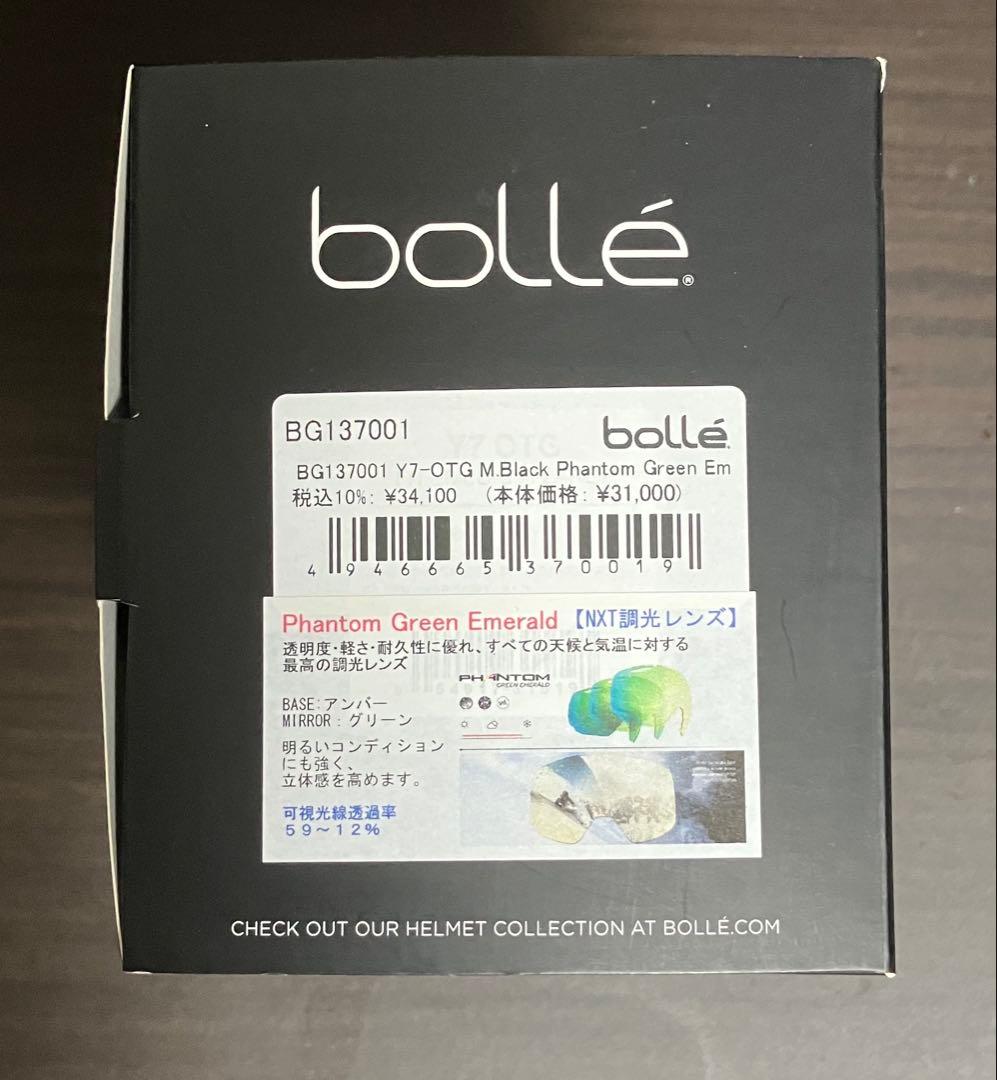 bollé®
BG137001
bollé.
BG137001 Y7-OTG M.Black Phantom Green Em
税込10%: ¥34,100 (本体価格: ¥31,000)
4 946665 370019
Phantom Green Emerald 【NXT調光レンズ】
透明度・軽さ・耐久性に優れ、すべての天候と気温に対する
最高の調光レンズ
PHANTOM
GREEN EMERALD
BASE:アンバー
MIRROR:グリーン
明るいコンディション
にも強く、
立体感を高めます。
可視光線透過率
59~12%
CHECK OUT OUR HELMET COLLECTION AT BOLLÉ.COM